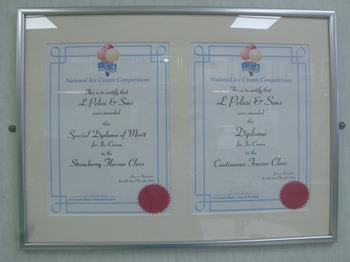 National Ice Cream Competitions
This is to certify that
L Pelosi & Sons
were awarded
this
Special Diploma of Merit
for Ice Cream
in the
Strawberry Flavour Class
National Ice Cream Competitions
This is to certify that
L Pelosi & Sons
were awarded
this
Diploma
for Ice Cream
in the
Continuous Freezer Class